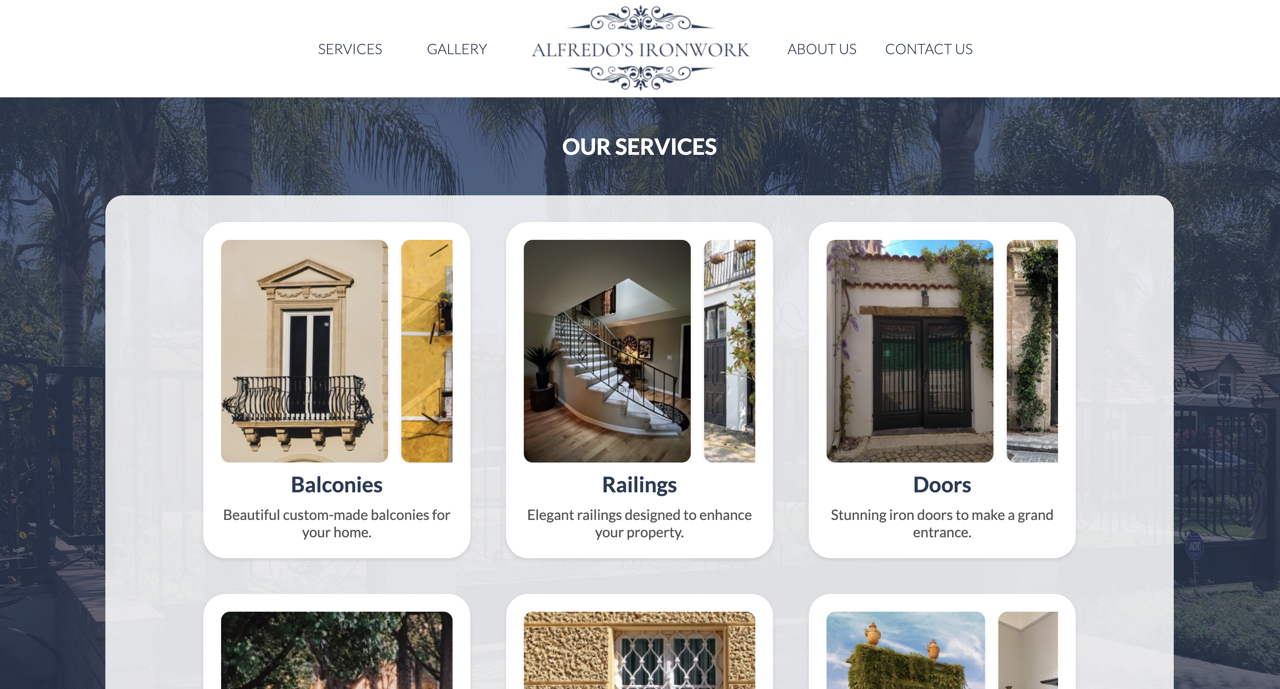 SERVICES GALLERY ALFREDO'S IRONWORK ABOUT US CONTACT US
OUR SERVICES
Balconies
Beautiful custom-made balconies for
your home.
Railings
Elegant railings designed to enhance
your property.
Doors
Stunning iron doors to make a grand
entrance.
ADT